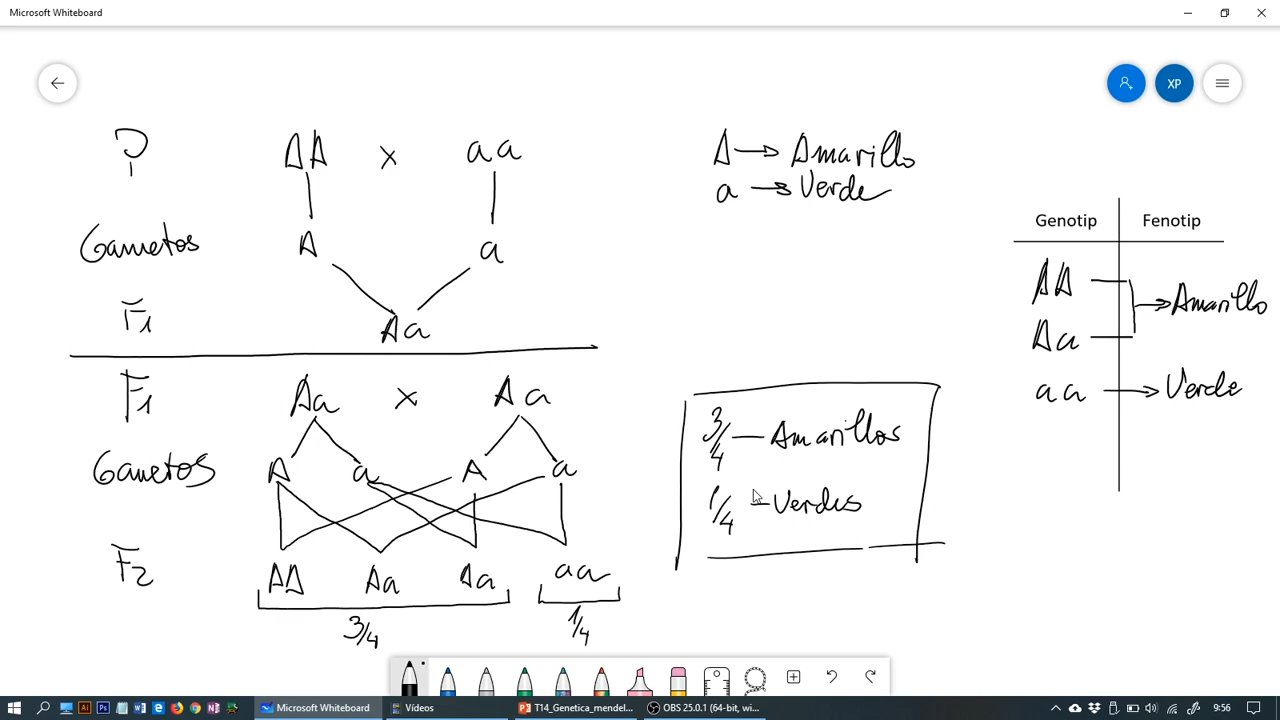 Microsoft Whiteboard
XP
P AA x aa
Gametos A a
F1 Aa
A → Amarillo
a → Verde
Genotip Fenotip
AA
Aa → Amarillo
aa → Verde
F1 Aa x Aa
Gametos A a A a
F2 AA Aa Aa aa
3/4 1/4
3/4 — Amarillos
1/4 — Verdes
Microsoft Whiteboard Vídeos T14_Genetica_mendel... OBS 25.0.1 (64-bit, wi... 9:56